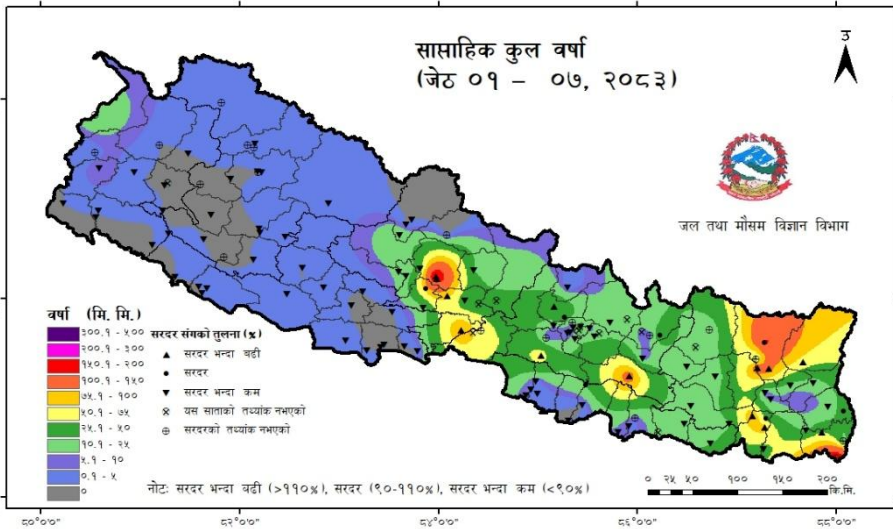 साप्ताहिक कुल वर्षा
(जेठ ०१ – ०७, २०८३)
उ
जल तथा मौसम विज्ञान विभाग
वर्षा (मि. मि.)
३००.१ - ५००
२००.१ - ३००
१५०.१ - २००
१००.१ - १५०
७५.१ - १००
५०.१ - ७५
२५.१ - ५०
१०.१ - २५
५.१ - १०
०.१ - ५
०
सरदर संगको तुलना (%)
सरदर भन्दा बढी
सरदर
सरदर भन्दा कम
यस साताको तथ्यांक नभएको
सरदरको तथ्यांक नभएको
नोट: सरदर भन्दा बढी (>११०%), सरदर (९०-११०%), सरदर भन्दा कम (<९०%)
० २५ ५० १०० १५० २००
कि.मि.
८०°०'०" ८२°०'०" ८४°०'०" ८६°०'०" ८८°०'०"